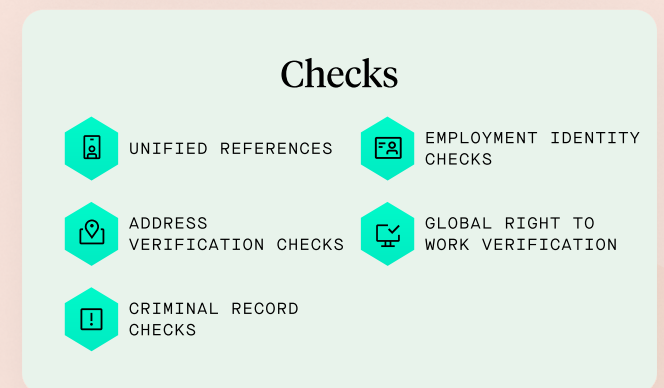 Checks
UNIFIED REFERENCES
EMPLOYMENT IDENTITY
CHECKS
ADDRESS
VERIFICATION CHECKS
GLOBAL RIGHT TO
WORK VERIFICATION
CRIMINAL RECORD
CHECKS